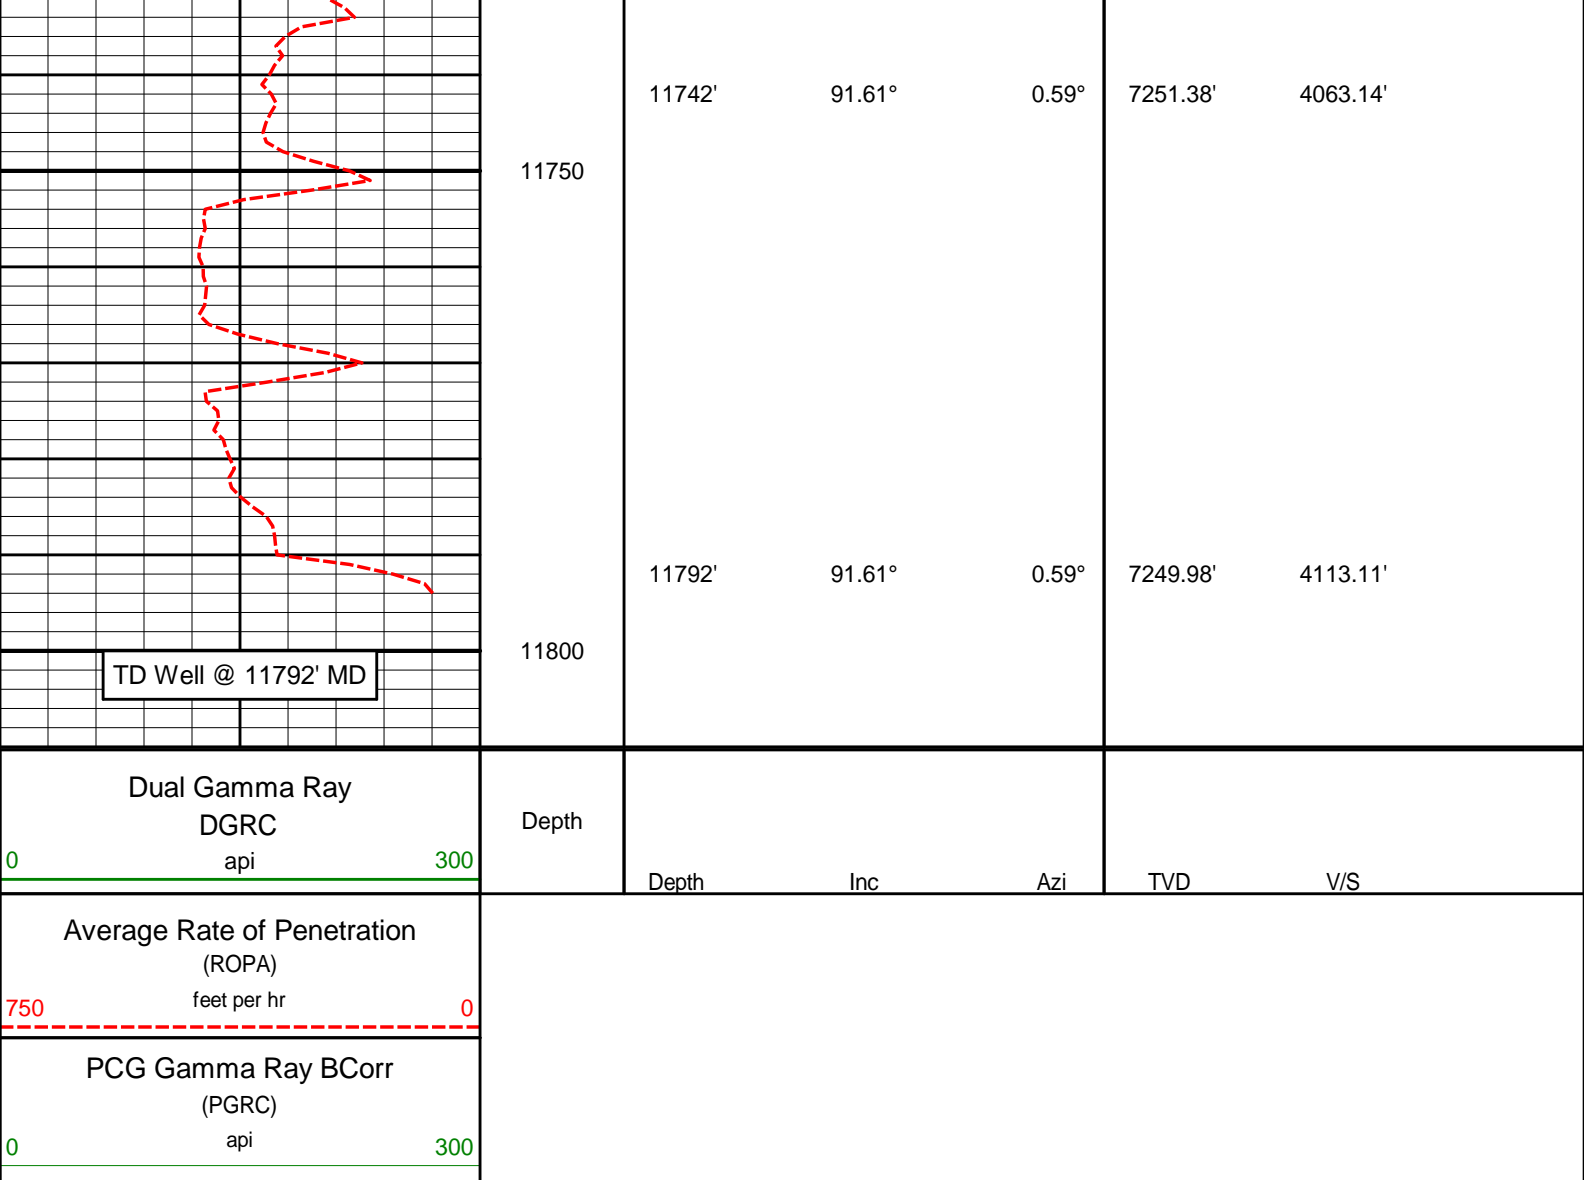 11742' 91.61° 0.59° 7251.38' 4063.14'
11750
11792' 91.61° 0.59° 7249.98' 4113.11'
11800
TD Well @ 11792' MD
Dual Gamma Ray
DGRC
0 api 300
Depth
Depth Inc Azi TVD V/S
Average Rate of Penetration
(ROPA)
feet per hr
750 0
PCG Gamma Ray BCorr
(PGRC)
api
0 300